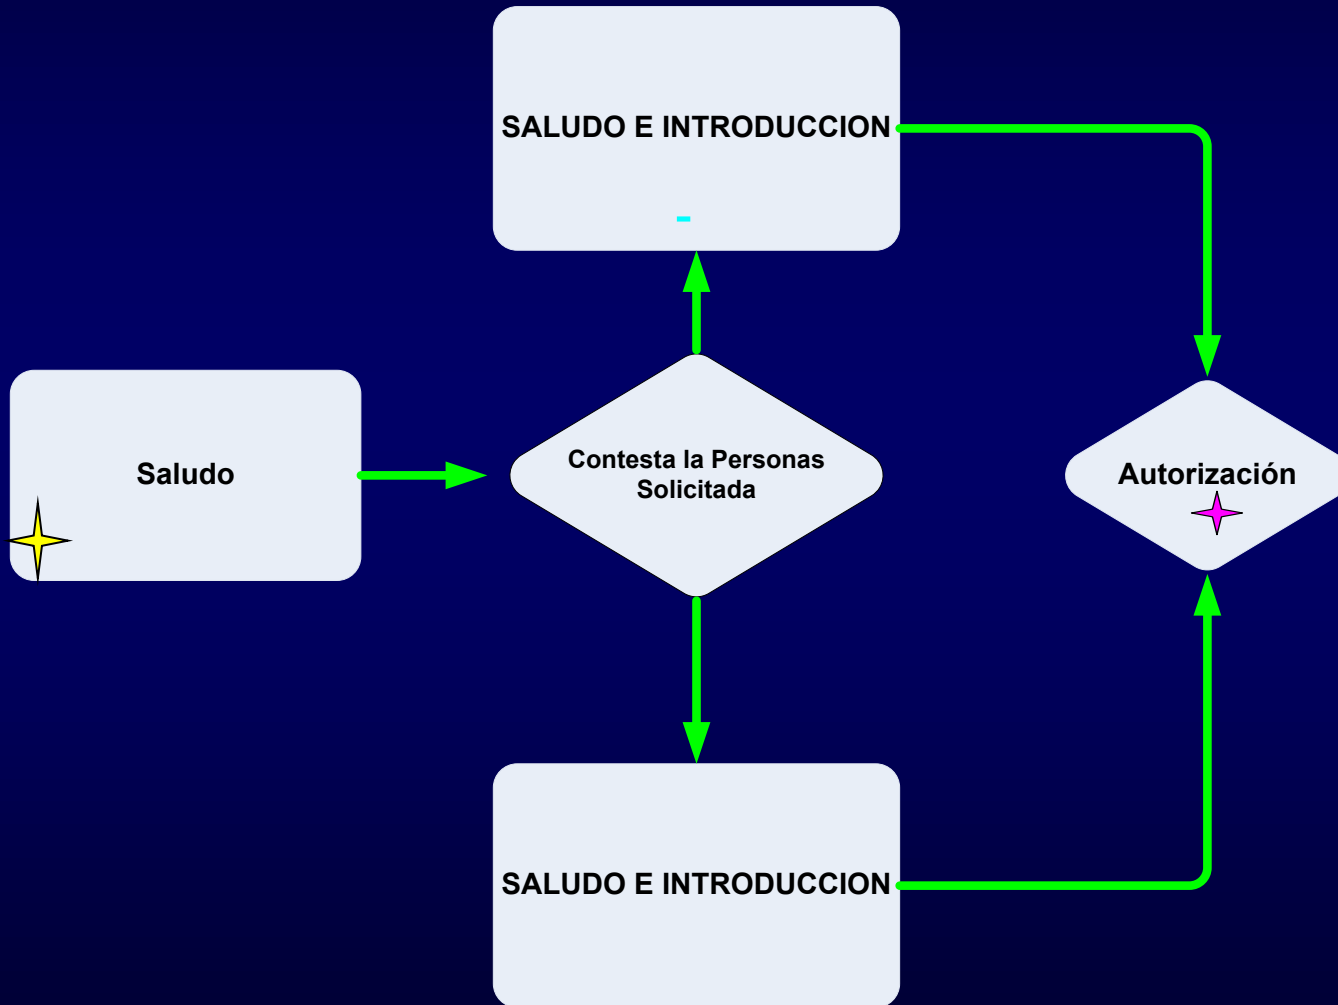 SALUDO E INTRODUCCION
-
Saludo
Contesta la Personas
Solicitada
Autorización
SALUDO E INTRODUCCION